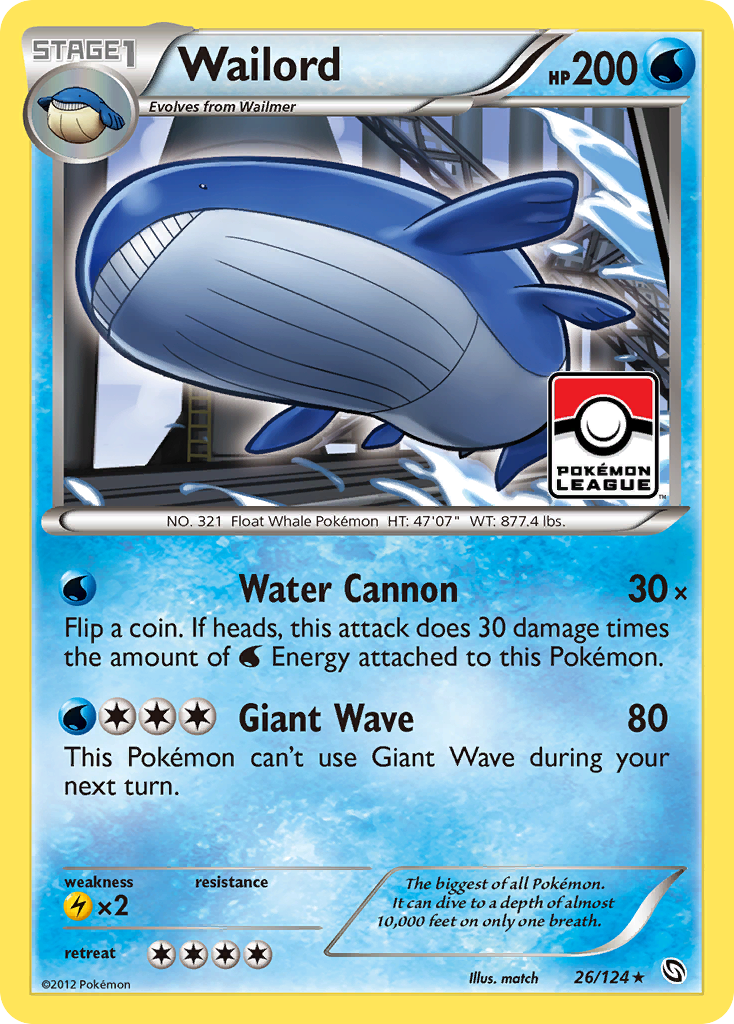 STAGE1
Wailord
HP 200
Evolves from Wailmer
POKÉMON
LEAGUE
TM
NO. 321 Float Whale Pokémon HT: 47'07" WT: 877.4 lbs.
Water Cannon 30×
Flip a coin. If heads, this attack does 30 damage times
the amount of Energy attached to this Pokémon.
Giant Wave 80
This Pokémon can't use Giant Wave during your
next turn.
weakness resistance
×2
The biggest of all Pokémon.
It can dive to a depth of almost
10,000 feet on only one breath.
retreat
©2012 Pokémon
Illus. match 26/124 ★